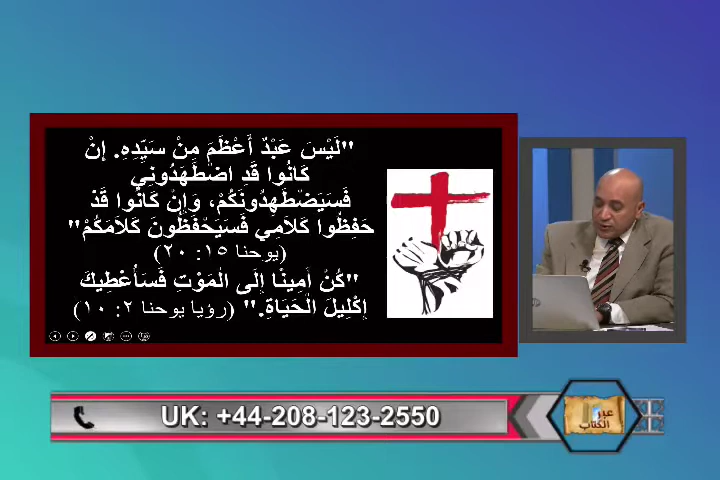 "لَيْسَ عَبْدٌ أَعْظَمَ مِنْ سَيِّدِهِ. إِنْ
كَانُوا قَدِ اضْطَهَدُونِي
فَسَيَضْطَهِدُونَكُمْ، وَإِنْ كَانُوا قَدْ
حَفِظُوا كَلاَمِي فَسَيَحْفَظُونَ كَلاَمَكُمْ"
(يوحنا ١٥: ٢٠)
"كُنْ أَمِينًا إِلَى الْمَوْتِ فَسَأُعْطِيكَ
إِكْلِيلَ الْحَيَاةِ." (رؤيا يوحنا ٢: ١٠)
UK: +44-208-123-2550
عبر
الكتاب